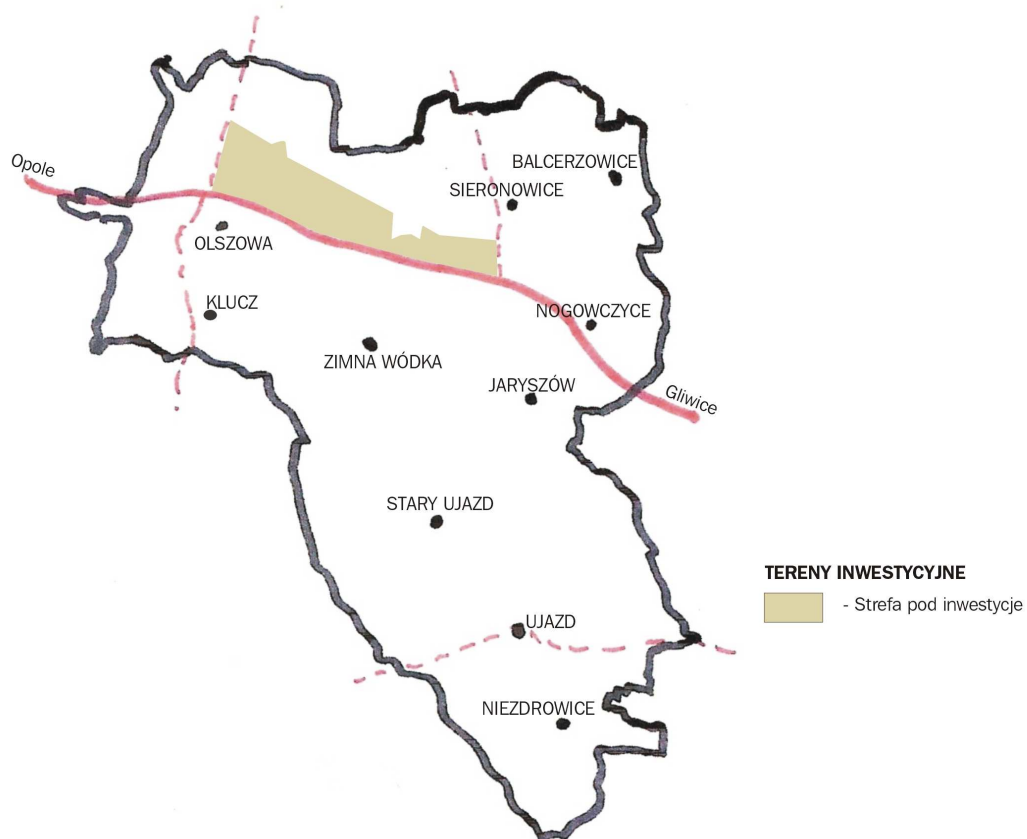 Opole
BALCERZOWICE
SIERONOWICE
OLSZOWA
KLUCZ
NOGOWCZYCE
ZIMNA WÓDKA
JARYSZÓW
Gliwice
STARY UJAZD
TERENY INWESTYCYJNE
- Strefa pod inwestycje
UJAZD
NIEZDROWICE